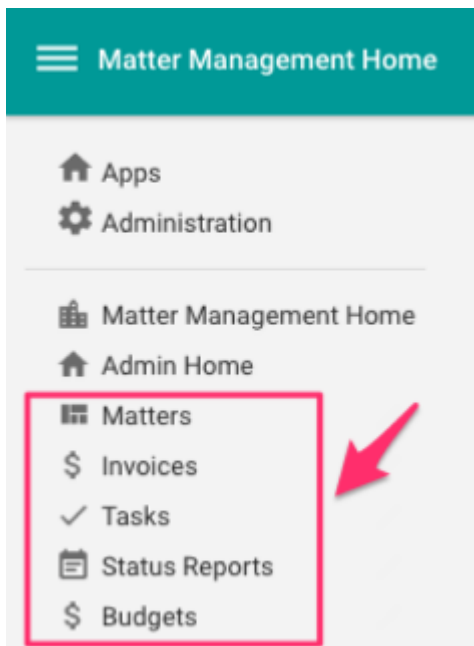 Matter Management Home
Apps
Administration
Matter Management Home
Admin Home
Matters
$ Invoices
Tasks
Status Reports
$ Budgets